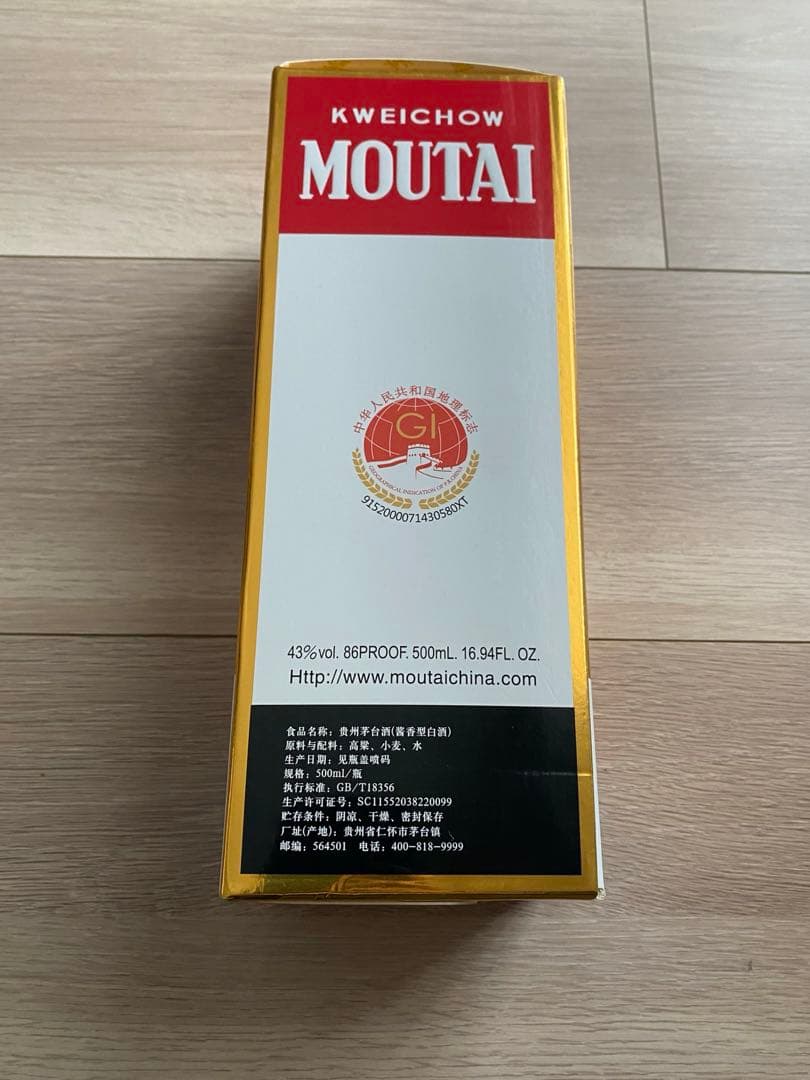 KWEICHOW
MOUTAI
中华人民共和国地理标志
GI
GEOGRAPHICAL INDICATION OF P.R.CHINA
9152000071430580XT
43%vol. 86PROOF. 500mL. 16.94FL. OZ.
Http://www.moutaichina.com
食品名称：贵州茅台酒(酱香型白酒)
原料与配料：高粱、小麦、水
生产日期：见瓶盖喷码
规格：500ml/瓶
执行标准：GB/T18356
生产许可证号：SC11552038220099
贮存条件：阴凉、干燥、密封保存
厂址(产地)：贵州省仁怀市茅台镇
邮编：564501 电话：400-818-9999